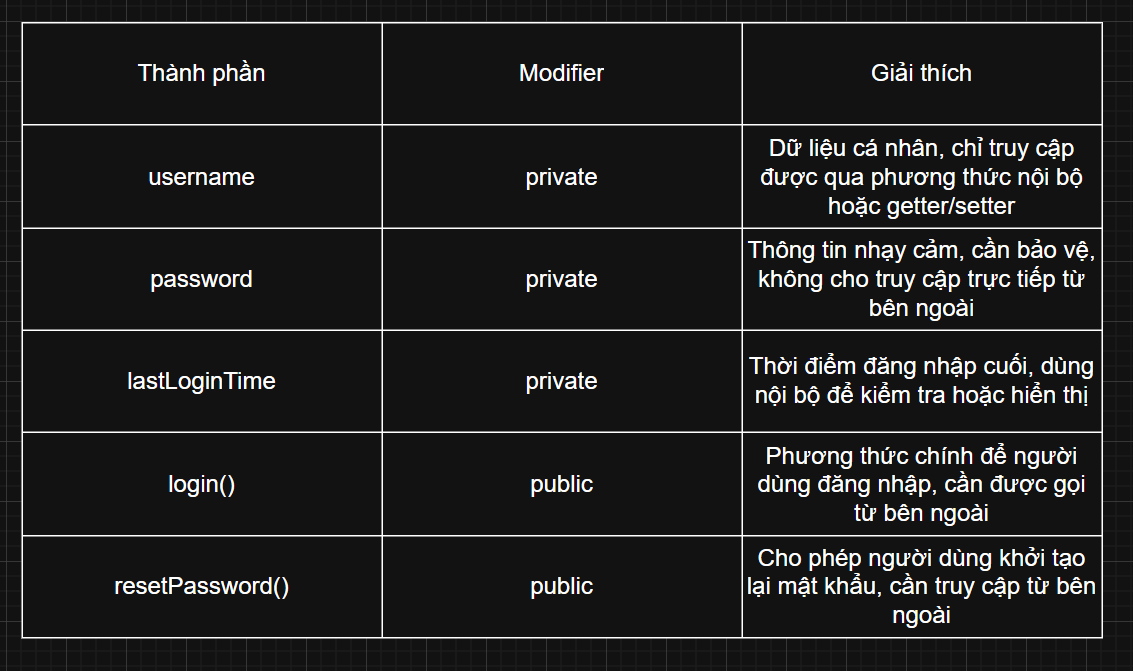 Thành phần
Modifier
Giải thích
username
private
Dữ liệu cá nhân, chỉ truy cập
được qua phương thức nội bộ
hoặc getter/setter
password
private
Thông tin nhạy cảm, cần bảo vệ,
không cho truy cập trực tiếp từ
bên ngoài
lastLoginTime
private
Thời điểm đăng nhập cuối, dùng
nội bộ để kiểm tra hoặc hiển thị
login()
public
Phương thức chính để người
dùng đăng nhập, cần được gọi
từ bên ngoài
resetPassword()
public
Cho phép người dùng khởi tạo
lại mật khẩu, cần truy cập từ bên
ngoài